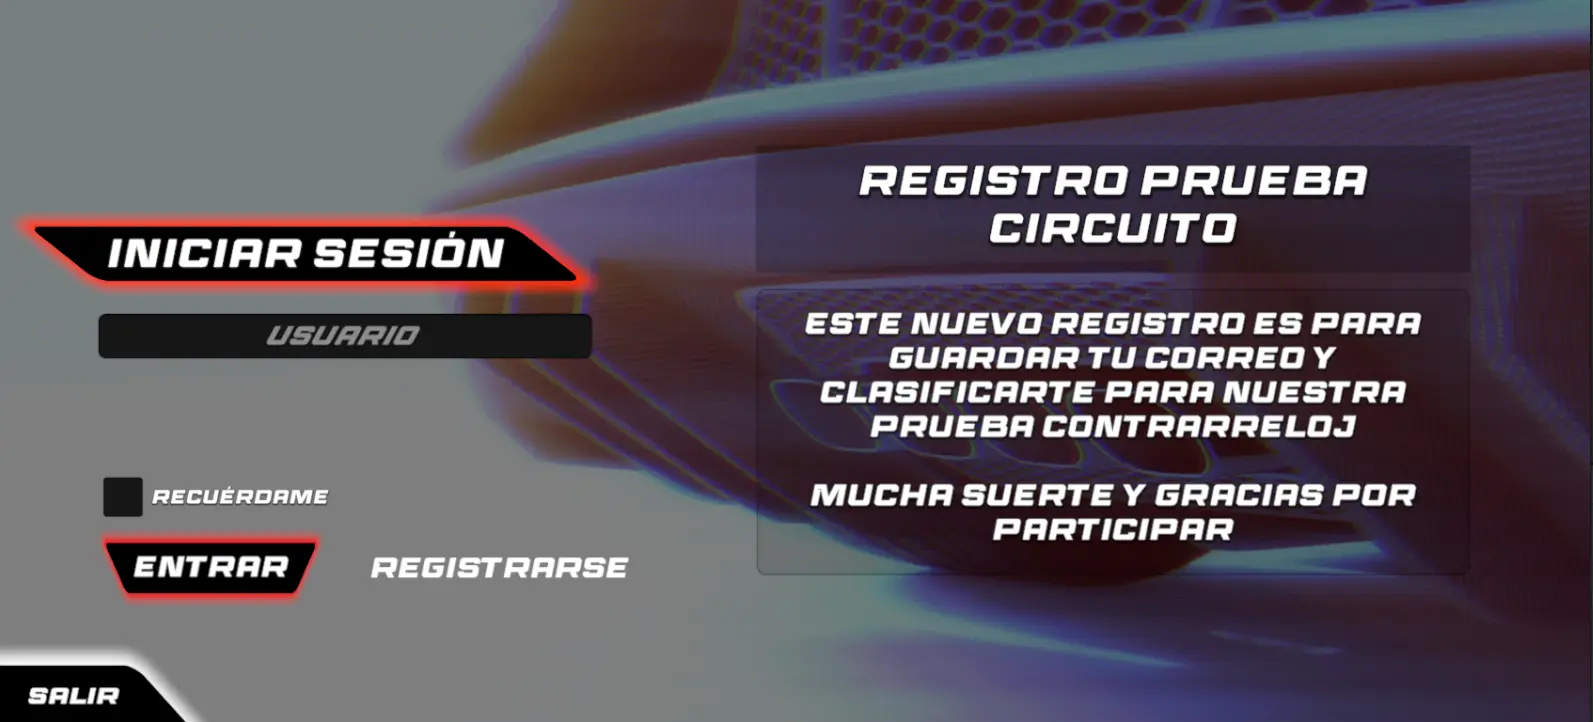 INICIAR SESIÓN
USUARIO
RECUÉRDAME
ENTRAR
REGISTRARSE
SALIR
REGISTRO PRUEBA
CIRCUITO
ESTE NUEVO REGISTRO ES PARA
GUARDAR TU CORREO Y
CLASIFICARTE PARA NUESTRA
PRUEBA CONTRARRELOJ
MUCHA SUERTE Y GRACIAS POR
PARTICIPAR